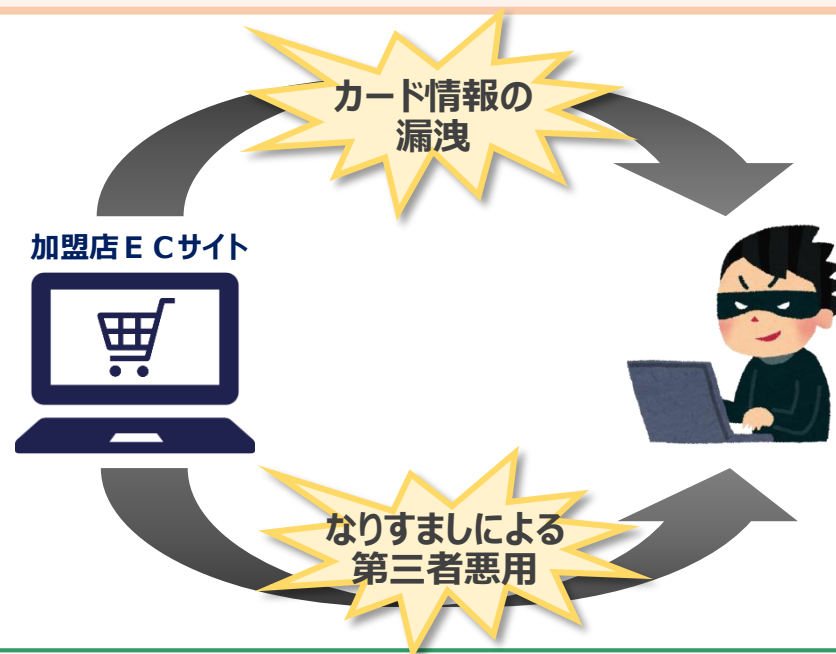 カード情報の
漏洩
加盟店ＥＣサイト
なりすましによる
第三者悪用